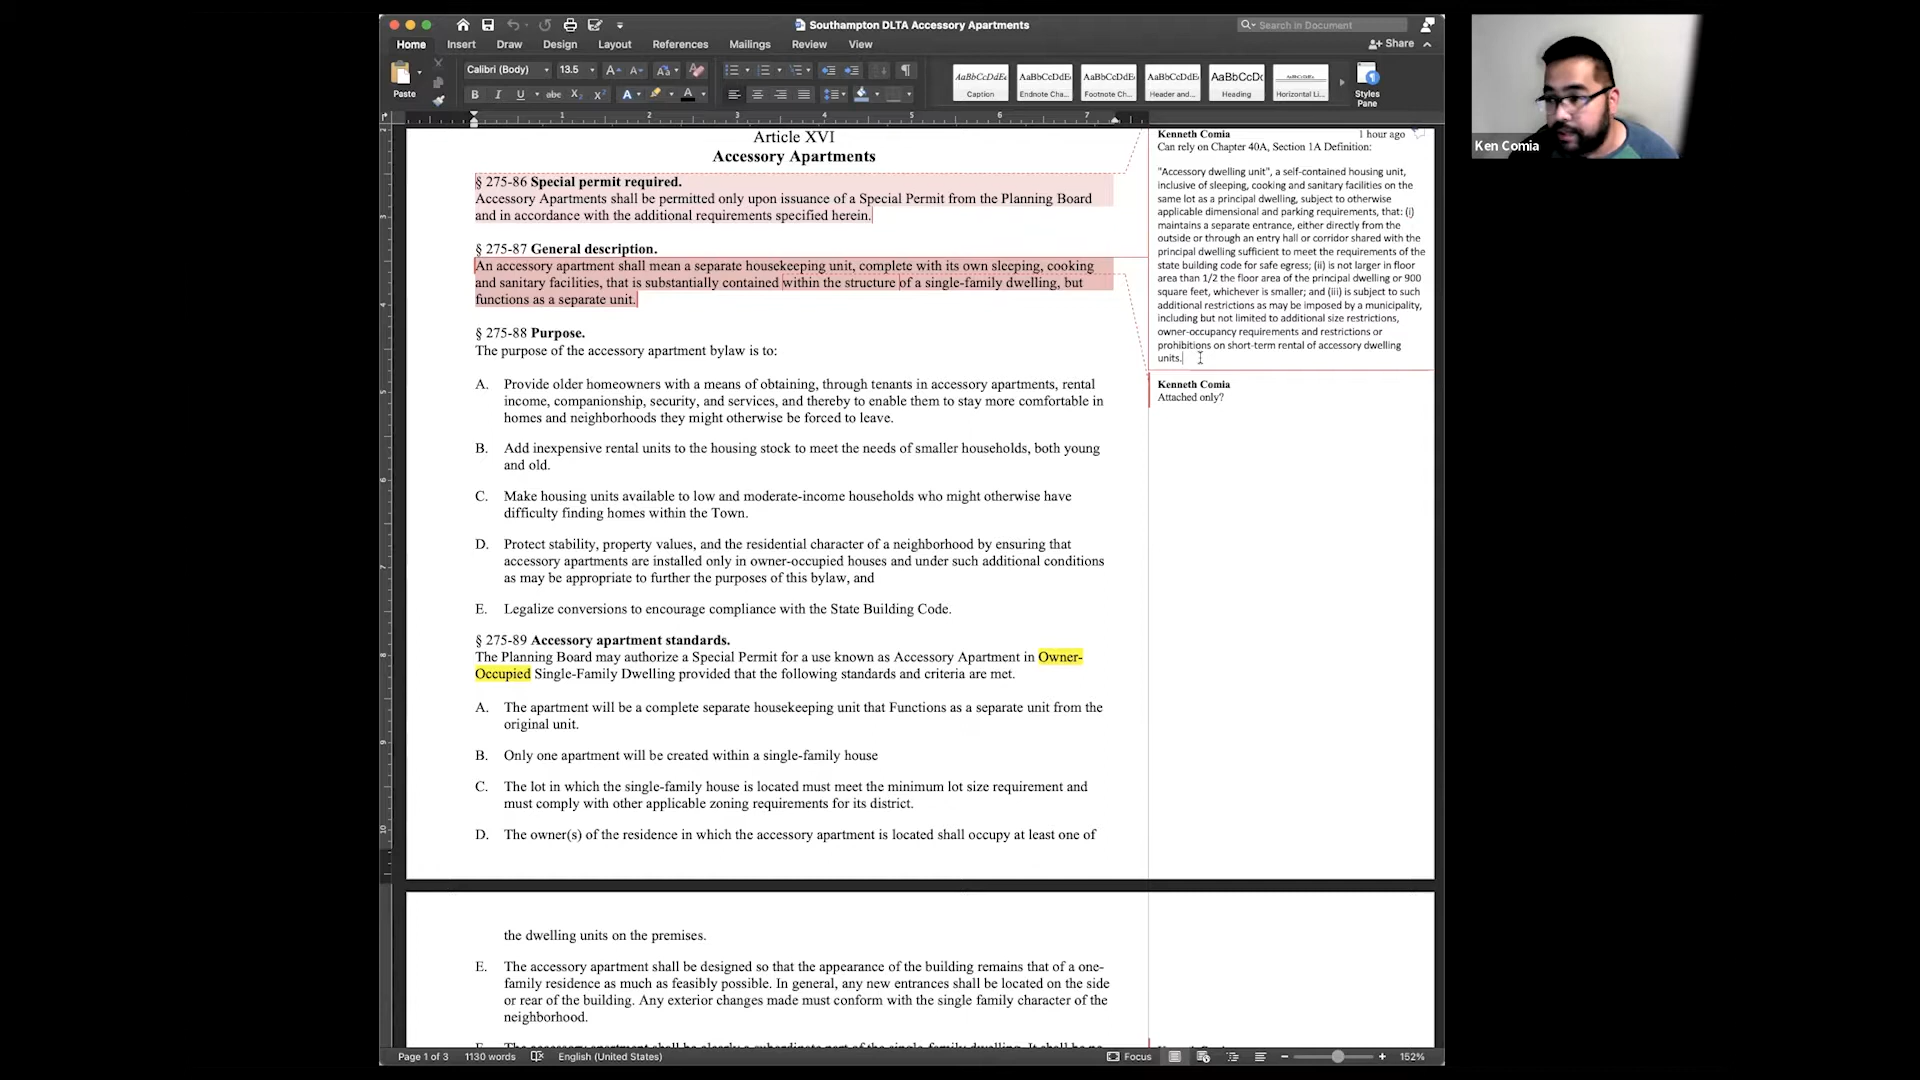 Southampton DLTA Accessory Apartments
Search in Document
Home Insert Draw Design Layout References Mailings Review View
Share
Paste
Calibri (Body) 13.5
AaBbCcDdEe AaBbCcDdE AaBbCcDdE AaBbCcDdE AaBbCcDc
Caption Endnote Cha... Footnote Ch... Header and... Heading Horizontal Li...
Styles
Pane
1 2 3 4 5 6 7
Article XVI
Accessory Apartments
§ 275-86 Special permit required.
Accessory Apartments shall be permitted only upon issuance of a Special Permit from the Planning Board
and in accordance with the additional requirements specified herein.
§ 275-87 General description.
An accessory apartment shall mean a separate housekeeping unit, complete with its own sleeping, cooking
and sanitary facilities, that is substantially contained within the structure of a single-family dwelling, but
functions as a separate unit.
§ 275-88 Purpose.
The purpose of the accessory apartment bylaw is to:
A. Provide older homeowners with a means of obtaining, through tenants in accessory apartments, rental
income, companionship, security, and services, and thereby to enable them to stay more comfortable in
homes and neighborhoods they might otherwise be forced to leave.
B. Add inexpensive rental units to the housing stock to meet the needs of smaller households, both young
and old.
C. Make housing units available to low and moderate-income households who might otherwise have
difficulty finding homes within the Town.
D. Protect stability, property values, and the residential character of a neighborhood by ensuring that
accessory apartments are installed only in owner-occupied houses and under such additional conditions
as may be appropriate to further the purposes of this bylaw, and
E. Legalize conversions to encourage compliance with the State Building Code.
§ 275-89 Accessory apartment standards.
The Planning Board may authorize a Special Permit for a use known as Accessory Apartment in Owner-
Occupied Single-Family Dwelling provided that the following standards and criteria are met.
A. The apartment will be a complete separate housekeeping unit that Functions as a separate unit from the
original unit.
B. Only one apartment will be created within a single-family house
C. The lot in which the single-family house is located must meet the minimum lot size requirement and
must comply with other applicable zoning requirements for its district.
D. The owner(s) of the residence in which the accessory apartment is located shall occupy at least one of
the dwelling units on the premises.
E. The accessory apartment shall be designed so that the appearance of the building remains that of a one-
family residence as much as feasibly possible. In general, any new entrances shall be located on the side
or rear of the building. Any exterior changes made must conform with the single family character of the
neighborhood.
Kenneth Comia 1 hour ago
Can rely on Chapter 40A, Section 1A Definition:
"Accessory dwelling unit", a self-contained housing unit,
inclusive of sleeping, cooking and sanitary facilities on the
same lot as a principal dwelling, subject to otherwise
applicable dimensional and parking requirements, that: (i)
maintains a separate entrance, either directly from the
outside or through an entry hall or corridor shared with the
principal dwelling sufficient to meet the requirements of the
state building code for safe egress; (ii) is not larger in floor
area than 1/2 the floor area of the principal dwelling or 900
square feet, whichever is smaller; and (iii) is subject to such
additional restrictions as may be imposed by a municipality,
including but not limited to additional size restrictions,
owner-occupancy requirements and restrictions or
prohibitions on short-term rental of accessory dwelling
units.
Kenneth Comia
Attached only?
Page 1 of 3 1130 words English (United States)
Focus 152%
Ken Comia